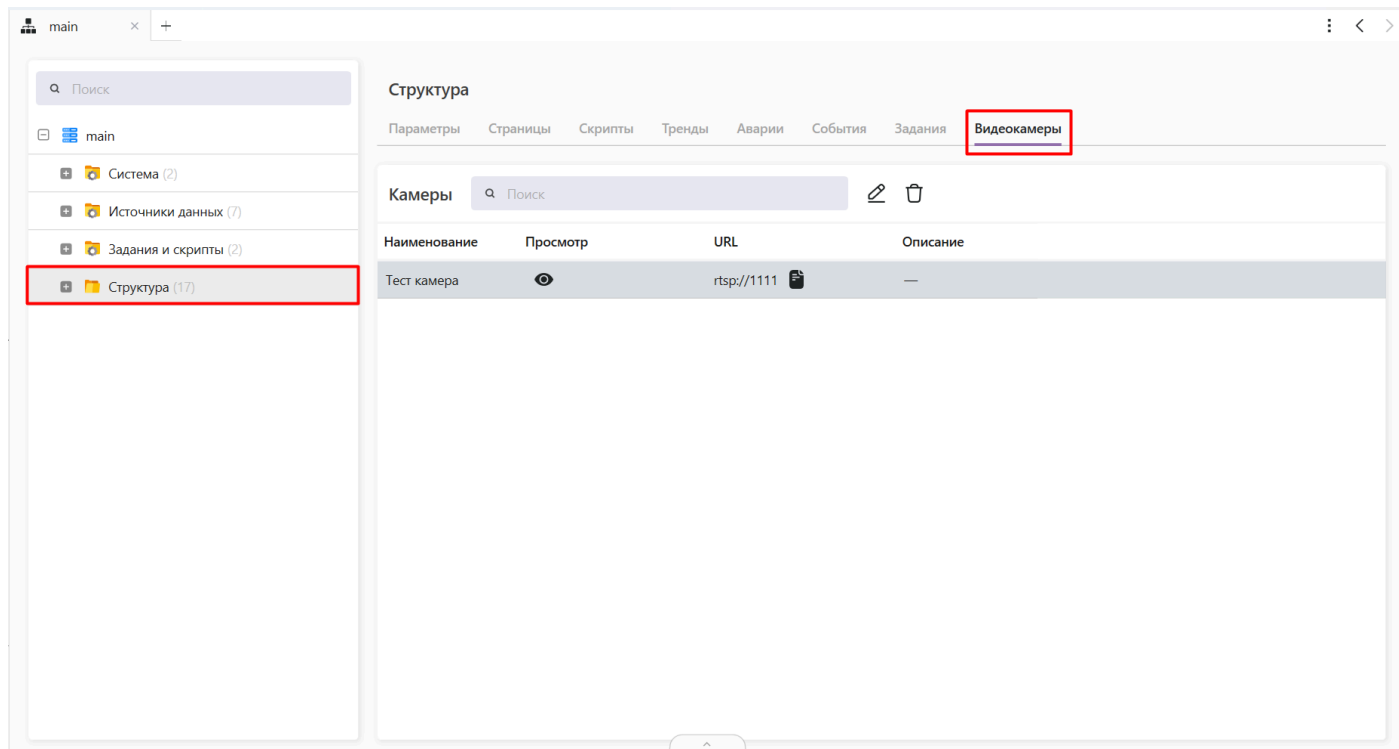 main
Поиск
main
Система (2)
Источники данных (7)
Задания и скрипты (2)
Структура (17)
Структура
Параметры Страницы Скрипты Тренды Аварии События Задания Видеокамеры
Камеры Поиск
Наименование Просмотр URL Описание
Тест камера rtsp://1111 —